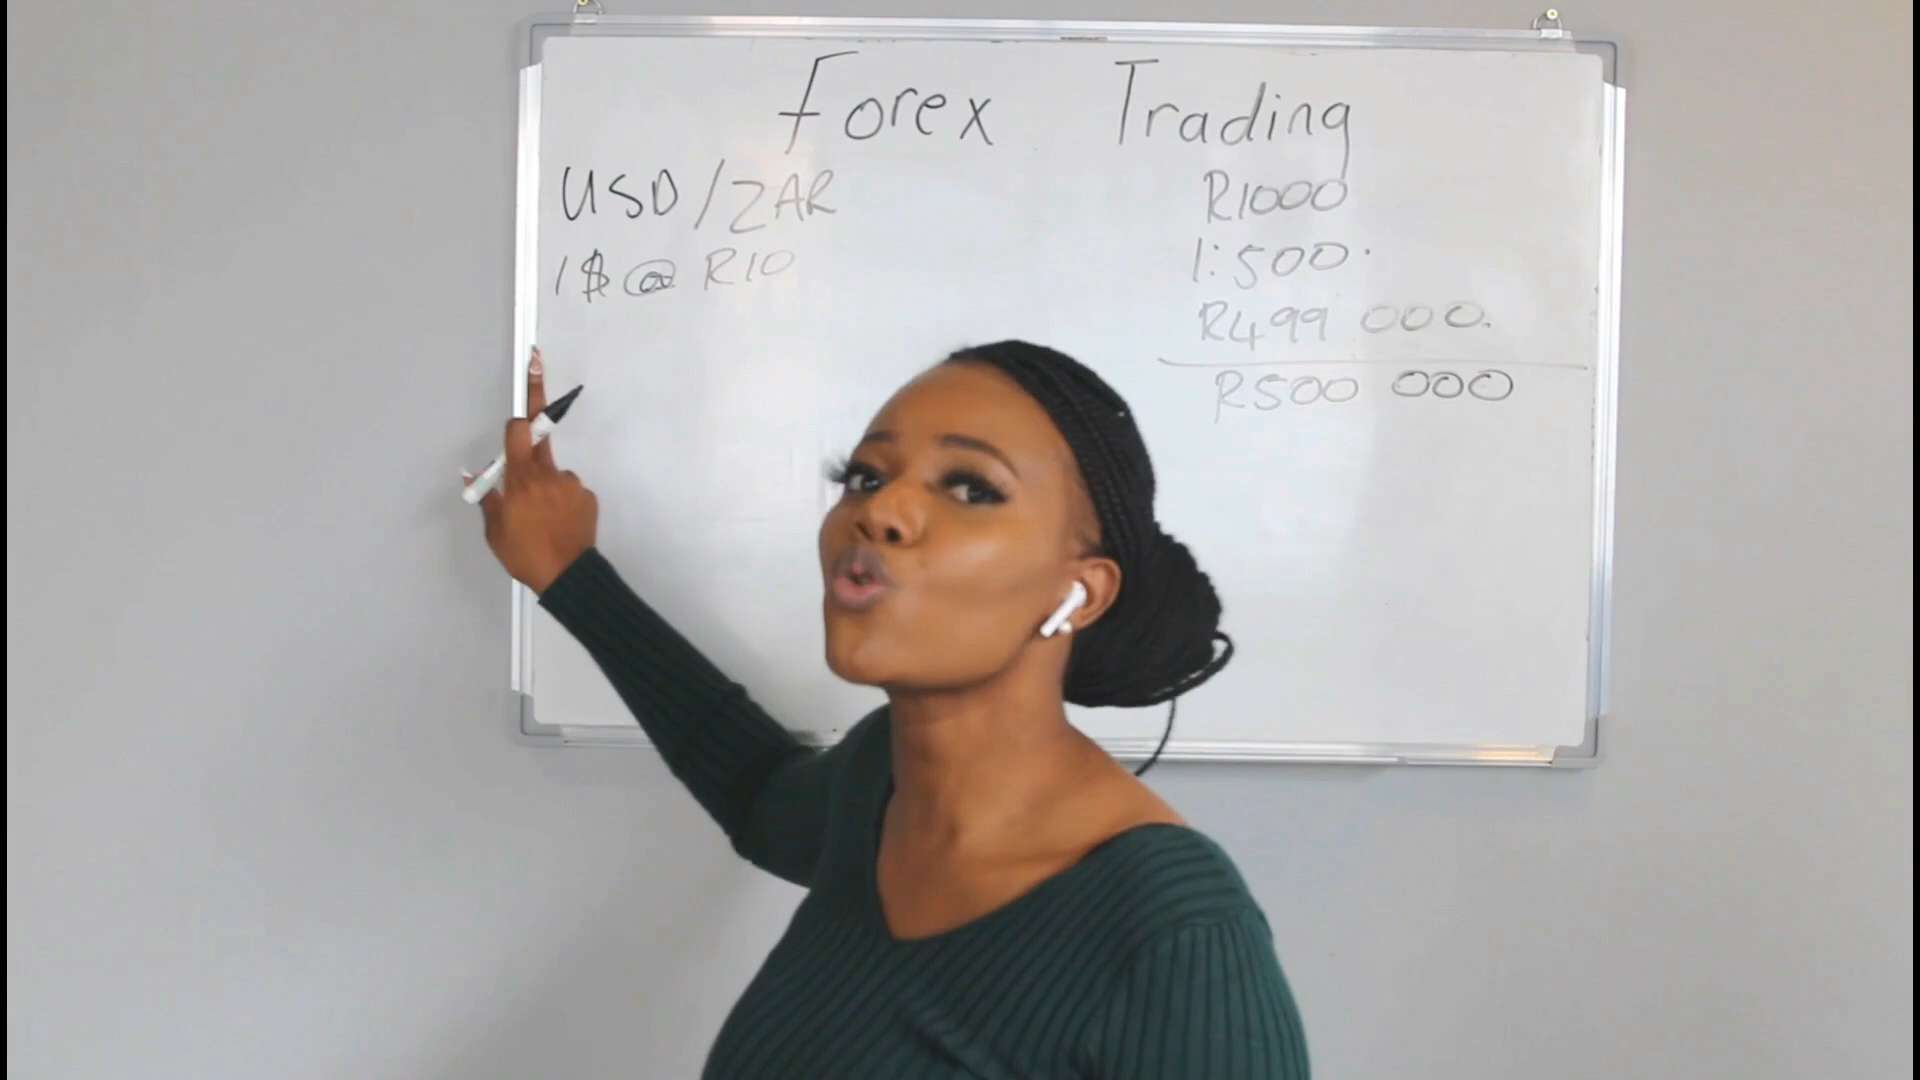 Forex Trading
USD/ZAR
1$ @ R10
R1000
1:500.
R499 000.
R500 000